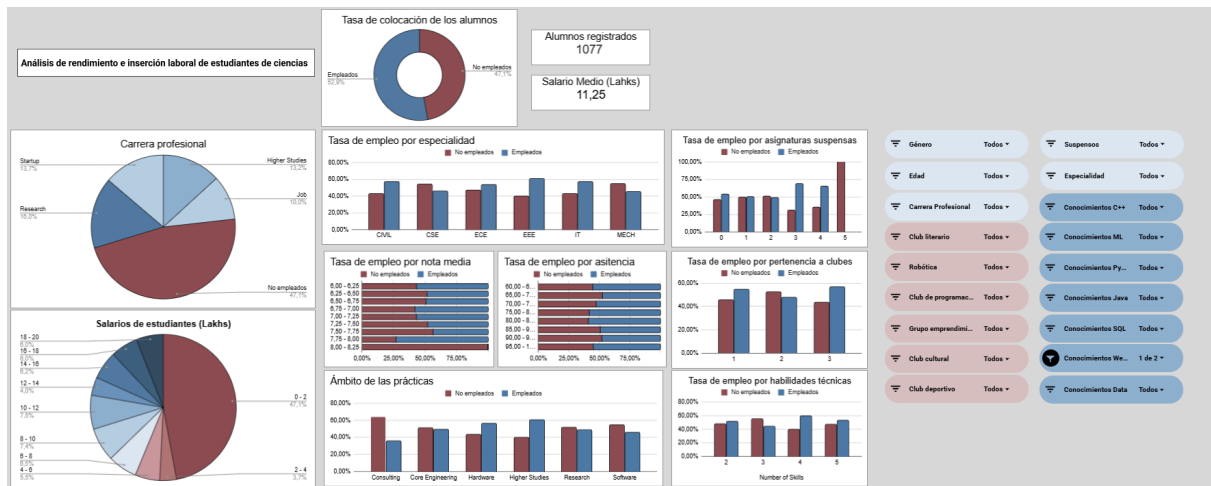 Análisis de rendimiento e inserción laboral de estudiantes de ciencias
Tasa de colocación de los alumnos
Empleados
52,9%
No empleados
47,1%
Alumnos registrados
1077
Salario Medio (Lahks)
11,25
Carrera profesional
Startup
13,7%
Higher Studies
13,2%
Job
10,0%
Research
16,0%
No empleados
47,1%
Salarios de estudiantes (Lakhs)
18 - 20
6,0%
16 - 18
14 - 16
6,2%
12 - 14
4,0%
10 - 12
8 - 10
7,4%
6 - 8
6,5%
4 - 6
5,5%
0 - 2
47,1%
2 - 4
3,7%
Tasa de empleo por especialidad
No empleados Empleados
80,00%
60,00%
40,00%
20,00%
0,00%
CIVIL CSE ECE EEE IT MECH
Tasa de empleo por nota media
No empleados Empleados
6,00 - 6,25
6,25 - 6,50
6,50 - 6,75
6,75 - 7,00
7,00 - 7,25
7,25 - 7,50
7,50 - 7,75
7,75 - 8,00
8,00 - 8,25
0,00% 25,00% 50,00% 75,00%
Tasa de empleo por asitencia
No empleados Empleados
60,00 - 6...
65,00 - 7...
70,00 - 7...
75,00 - 8...
80,00 - 8...
85,00 - 9...
90,00 - 9...
95,00 - 1...
0,00% 25,00% 50,00% 75,00%
Ámbito de las prácticas
No empleados Empleados
80,00%
60,00%
40,00%
20,00%
0,00%
Consulting Core Engineering Hardware Higher Studies Research Software
Tasa de empleo por asignaturas suspensas
No empleados Empleados
100,00%
75,00%
50,00%
25,00%
0,00%
0 1 2 3 4 5
Tasa de empleo por pertenencia a clubes
No empleados Empleados
60,00%
40,00%
20,00%
0,00%
1 2 3
Tasa de empleo por habilidades técnicas
No empleados Empleados
80,00%
60,00%
40,00%
20,00%
0,00%
2 3 4 5
Number of Skills
Género Todos
Edad Todos
Carrera Profesional Todos
Club literario Todos
Robótica Todos
Club de programac... Todos
Grupo emprendimi... Todos
Club cultural Todos
Club deportivo Todos
Suspensos Todos
Especialidad Todos
Conocimientos C++ Todos
Conocimientos ML Todos
Conocimientos Py... Todos
Conocimientos Java Todos
Conocimientos SQL Todos
Conocimientos We... 1 de 2
Conocimientos Data Todos